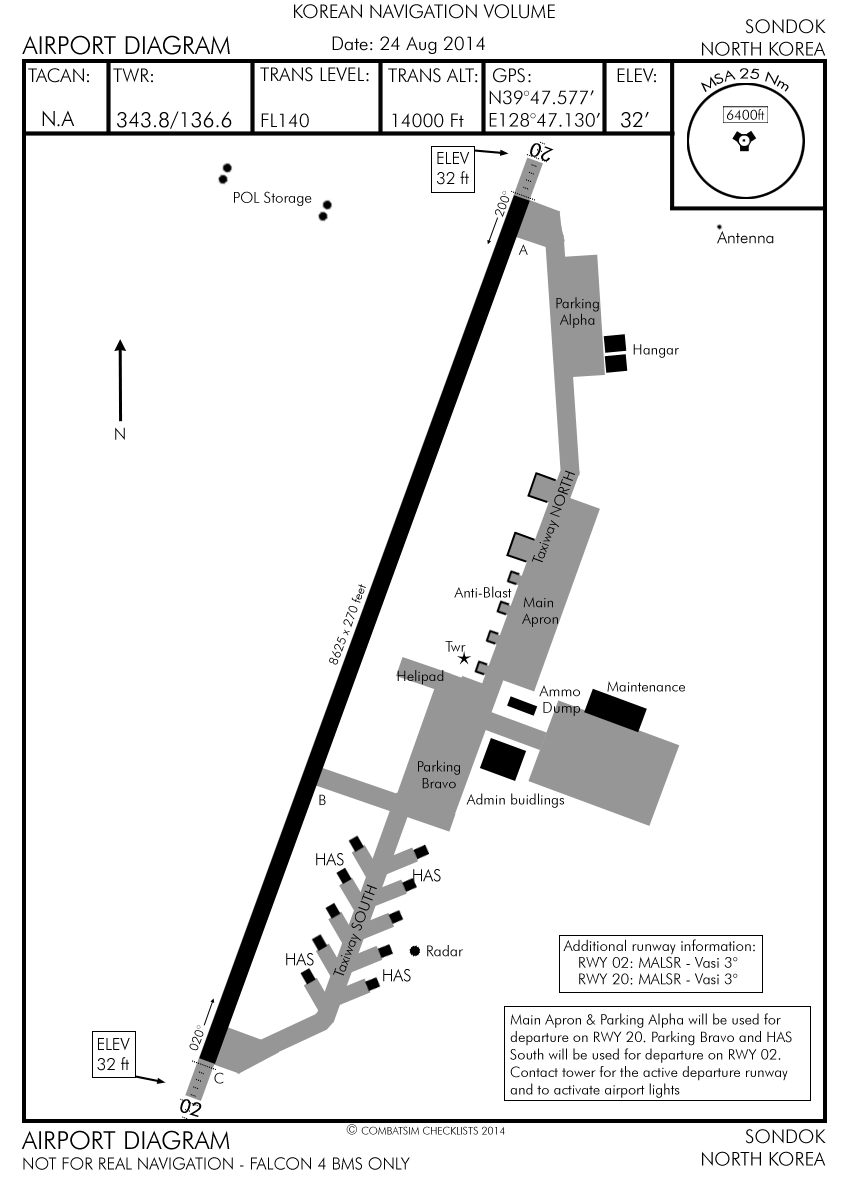 KOREAN NAVIGATION VOLUME
AIRPORT DIAGRAM
Date: 24 Aug 2014
SONDOK
NORTH KOREA
TACAN:
N.A
TWR:
343.8/136.6
TRANS LEVEL:
FL140
TRANS ALT:
14000 Ft
GPS:
N39°47.577’
E128°47.130’
ELEV:
32’
MSA 25 Nm
6400ft
ELEV
32 ft
20
POL Storage
200°
A
Antenna
Parking
Alpha
Hangar
N
Taxiway NORTH
8625 x 270 feet
Anti-Blast
Main
Apron
Twr
Helipad
Ammo
Dump
Maintenance
Parking
Bravo
B
Admin buidlings
HAS
HAS
Taxiway SOUTH
HAS
HAS
Radar
Additional runway information:
RWY 02: MALSR - Vasi 3°
RWY 20: MALSR - Vasi 3°
020°
ELEV
32 ft
C
02
Main Apron & Parking Alpha will be used for
departure on RWY 20. Parking Bravo and HAS
South will be used for departure on RWY 02.
Contact tower for the active departure runway
and to activate airport lights
© COMBATSIM CHECKLISTS 2014
AIRPORT DIAGRAM
NOT FOR REAL NAVIGATION - FALCON 4 BMS ONLY
SONDOK
NORTH KOREA